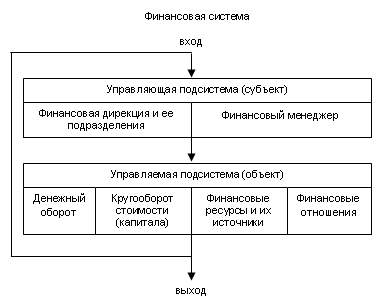 Финансовая система
вход
Управляющая подсистема (субъект)
Финансовая дирекция и ее
подразделения
Финансовый менеджер
Управляемая подсистема (объект)
Денежный
оборот
Кругооборот
стоимости
(капитала)
Финансовые
ресурсы и их
источники
Финансовые
отношения
выход